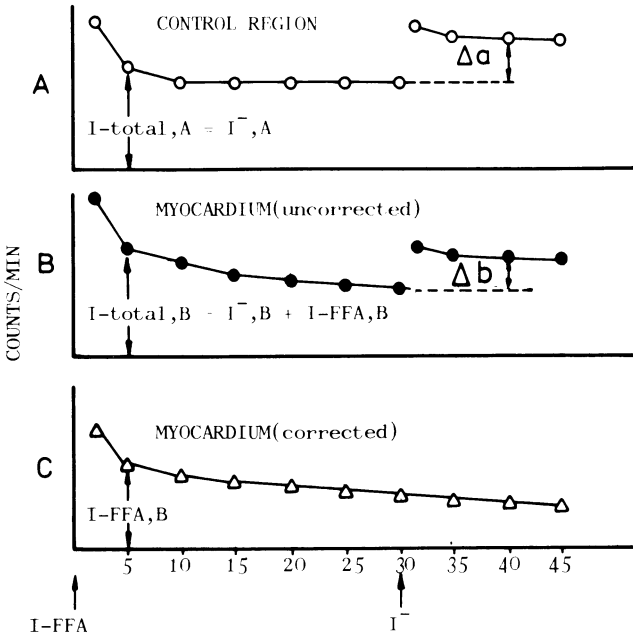 CONTROL REGION
Δa
A
I-total,A = I⁻,A
MYOCARDIUM(uncorrected)
B
Δb
I-total,B = I⁻,B + I-FFA,B
COUNTS/MIN
MYOCARDIUM(corrected)
C
I-FFA,B
5 10 15 20 25 30 35 40 45
I-FFA I⁻